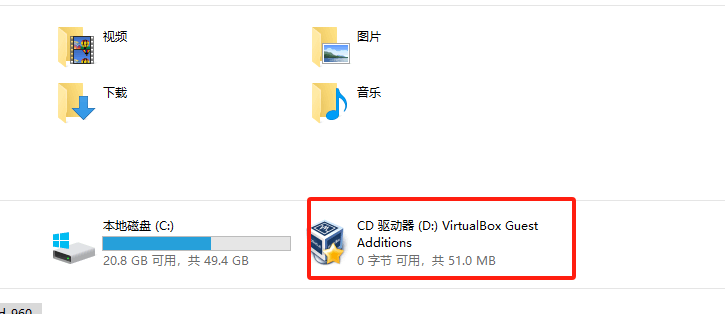 视频
图片
下载
音乐
本地磁盘 (C:)
20.8 GB 可用，共 49.4 GB
CD 驱动器 (D:) VirtualBox Guest
Additions
0 字节 可用，共 51.0 MB